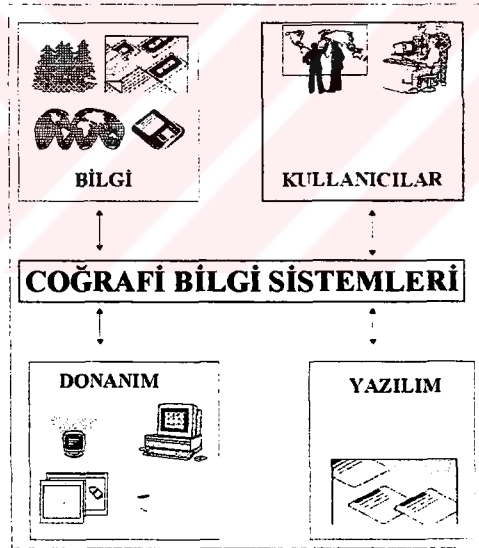 BİLGİ
KULLANICILAR
COĞRAFİ BİLGİ SİSTEMLERİ
DONANIM
YAZILIM